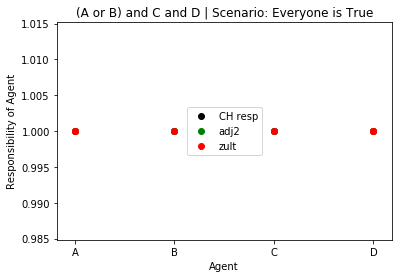 (A or B) and C and D | Scenario: Everyone is True
Responsibility of Agent
1.015
1.010
1.005
1.000
0.995
0.990
0.985
CH resp
adj2
zult
A B C D
Agent